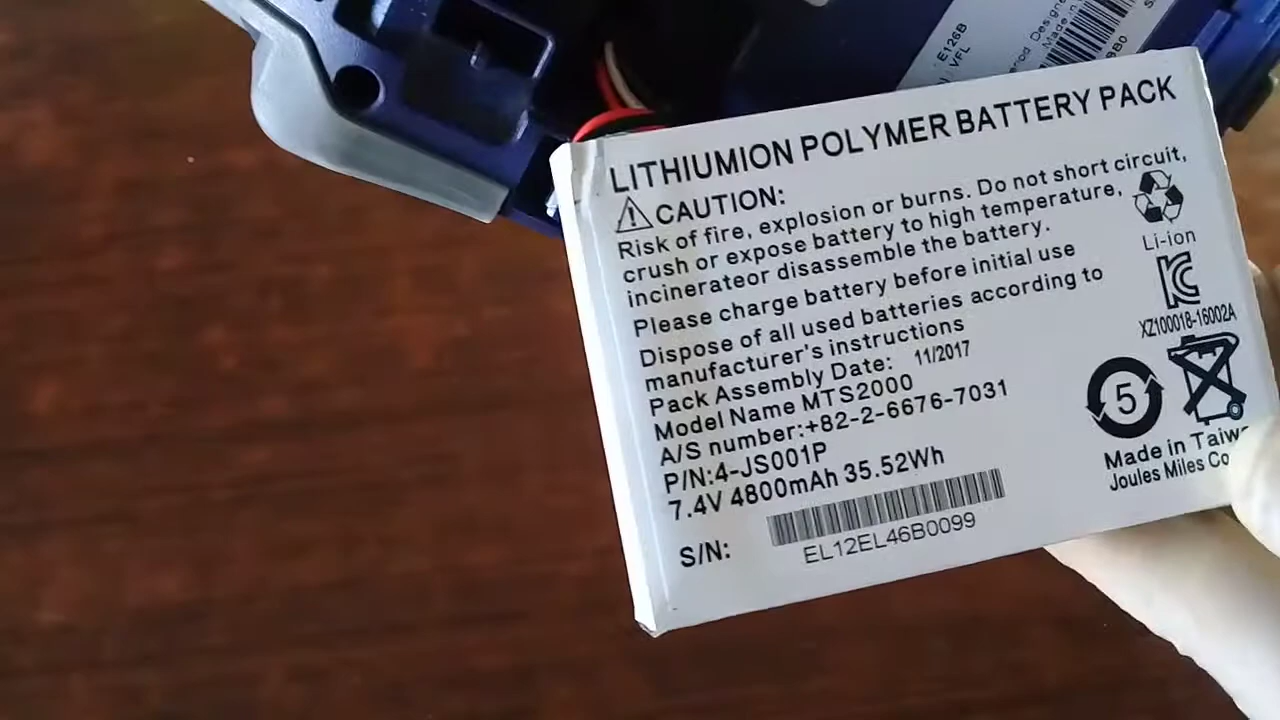 E126B
VFL
Made in
LITHIUMION POLYMER BATTERY PACK
CAUTION:
Risk of fire, explosion or burns. Do not short circuit,
crush or expose battery to high temperature,
incinerateor disassemble the battery.
Please charge battery before initial use
Dispose of all used batteries according to
manufacturer's instructions
Pack Assembly Date: 11/2017
Model Name MTS2000
A/S number:+82-2-6676-7031
P/N:4-JS001P
7.4V 4800mAh 35.52Wh
S/N:
EL12EL46B0099
Li-ion
XZ100018-16002A
5
Made in Taiw
Joules Miles Co